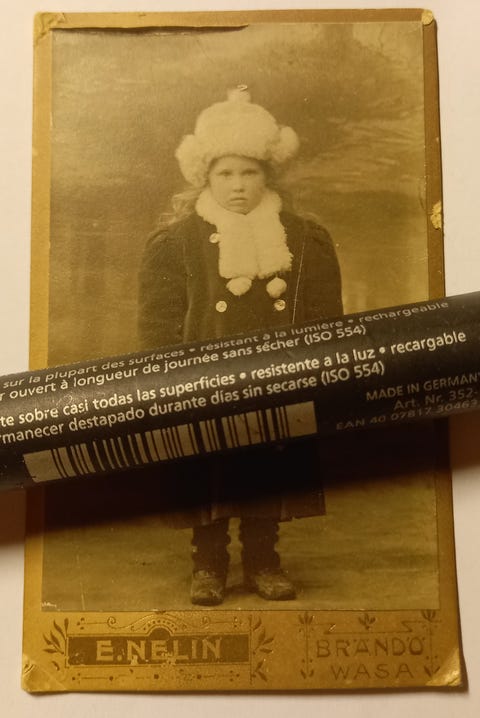 sur la plupart des surfaces • résistant à la lumière • rechargeable
r ouvert à longueur de journée sans sécher (ISO 554)
te sobre casi todas las superficies • resistente a la luz • recargable
rmanecer destapado durante días sin secarse (ISO 554)
MADE IN GERMANY
Art. Nr. 352-
EAN 40 07817 30463
E. NELIN
BRÄNDÖ
WASA